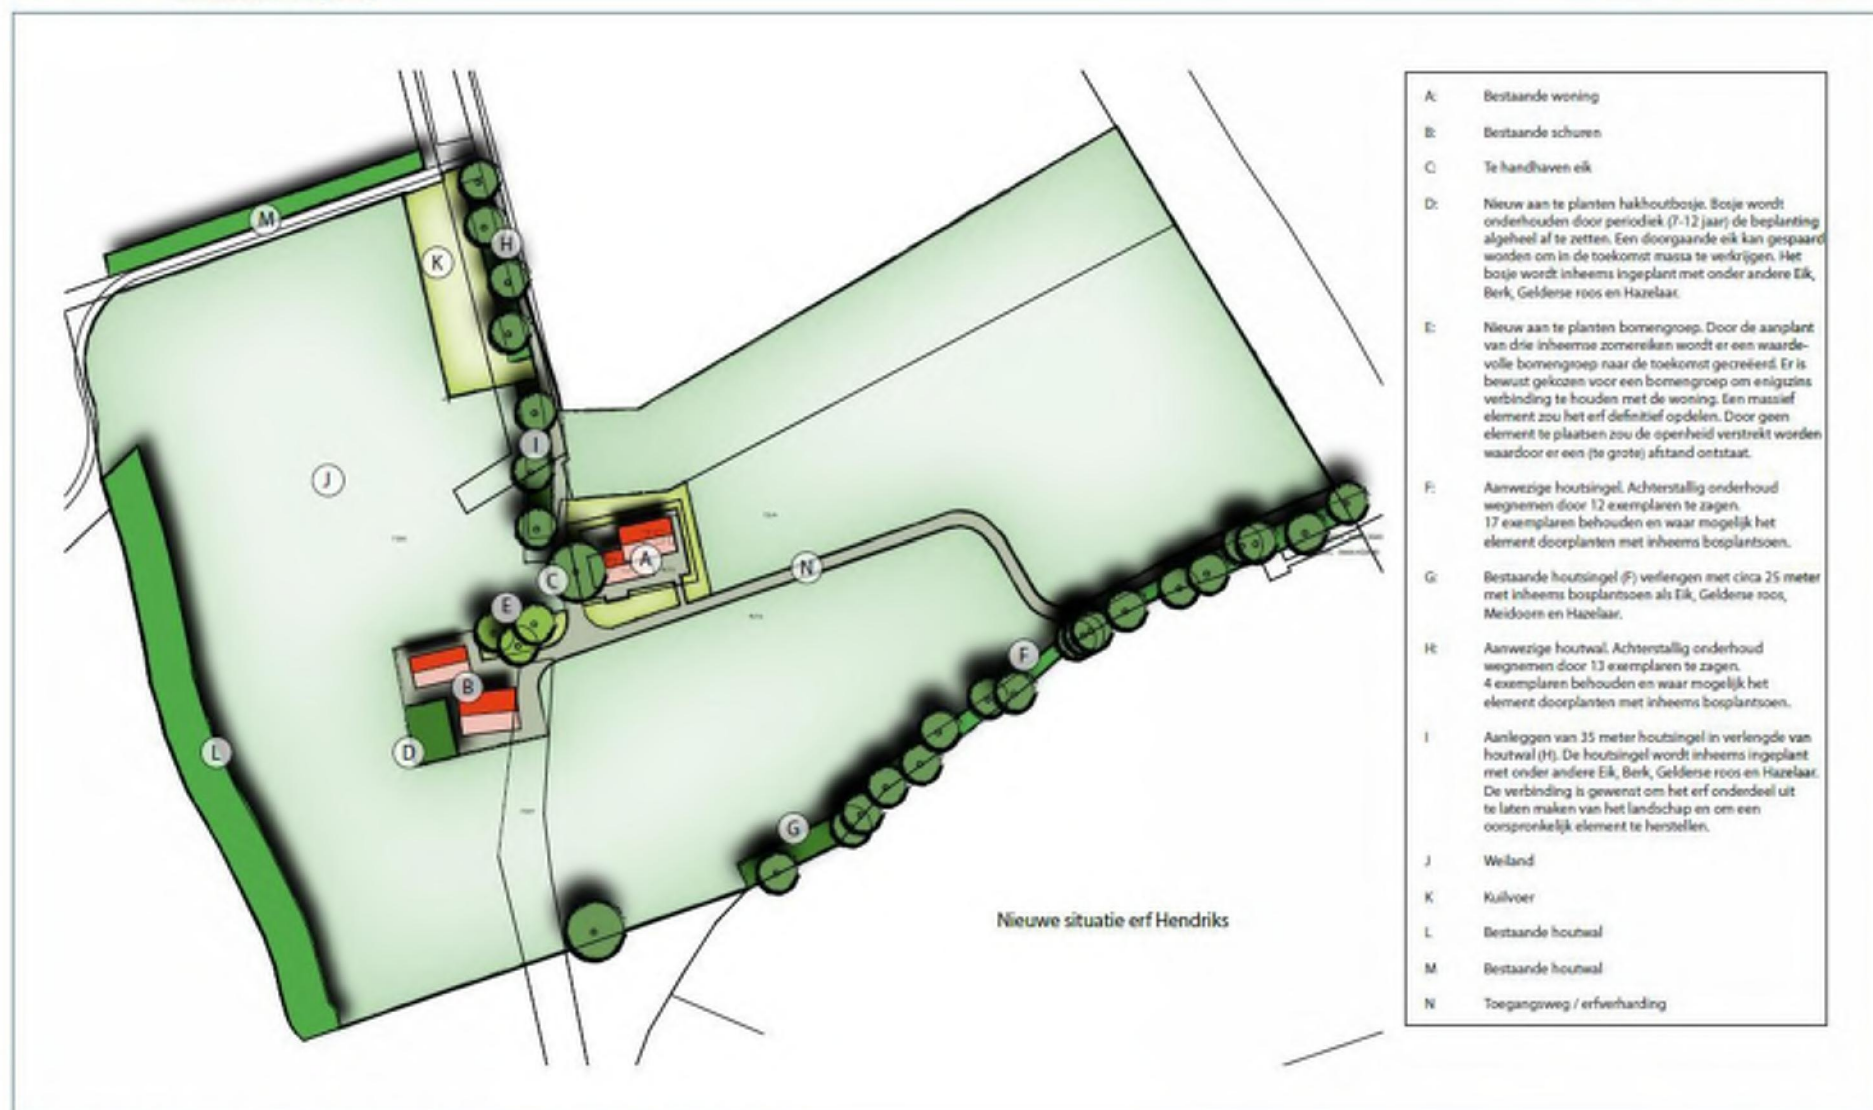 M
H
K
I
J
A
N
C
E
F
B
L
D
G
Nieuwe situatie erf Hendriks
A: Bestaande woning
B: Bestaande schuren
C: Te handhaven eik
D: Nieuw aan te planten hakhoutbosje. Bosje wordt
onderhouden door periodiek (7-12 jaar) de beplanting
algeheel af te zetten. Een doorgaande eik kan gespaard
worden om in de toekomst massa te verkrijgen. Het
bosje wordt inheems ingeplant met onder andere Eik,
Berk, Gelderse roos en Hazelaar.
E: Nieuw aan te planten bomengroep. Door de aanplant
van drie inheemse zomereiken wordt er een waarde-
volle bomengroep naar de toekomst gecreëerd. Er is
bewust gekozen voor een bomengroep om enigszins
verbinding te houden met de woning. Een massief
element zou het erf definitief opdelen. Door geen
element te plaatsen zou de openheid verstrekt worden
waardoor er een (te grote) afstand ontstaat.
F: Aanwezige houtsingel. Achterstallig onderhoud
wegnemen door 12 exemplaren te zagen.
17 exemplaren behouden en waar mogelijk het
element doorplanten met inheems bosplantsoen.
G: Bestaande houtsingel (F) verlengen met circa 25 meter
met inheems bosplantsoen als Eik, Gelderse roos,
Meidoorn en Hazelaar.
H: Aanwezige houtwal. Achterstallig onderhoud
wegnemen door 13 exemplaren te zagen.
4 exemplaren behouden en waar mogelijk het
element doorplanten met inheems bosplantsoen.
I Aanleggen van 35 meter houtsingel in verlengde van
houtwal (H). De houtsingel wordt inheems ingeplant
met onder andere Eik, Berk, Gelderse roos en Hazelaar.
De verbinding is gewenst om het erf onderdeel uit
te laten maken van het landschap en om een
oorspronkelijk element te herstellen.
J Weiland
K Kuilvoer
L Bestaande houtwal
M Bestaande houtwal
N Toegangsweg / erfverharding